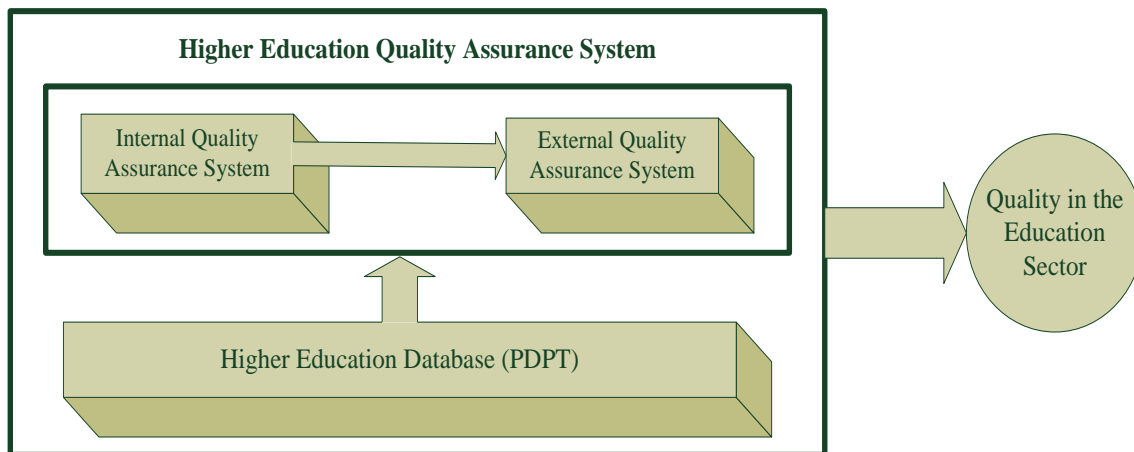 Higher Education Quality Assurance System
Internal Quality
Assurance System
External Quality
Assurance System
Quality in the
Education
Sector
Higher Education Database (PDPT)